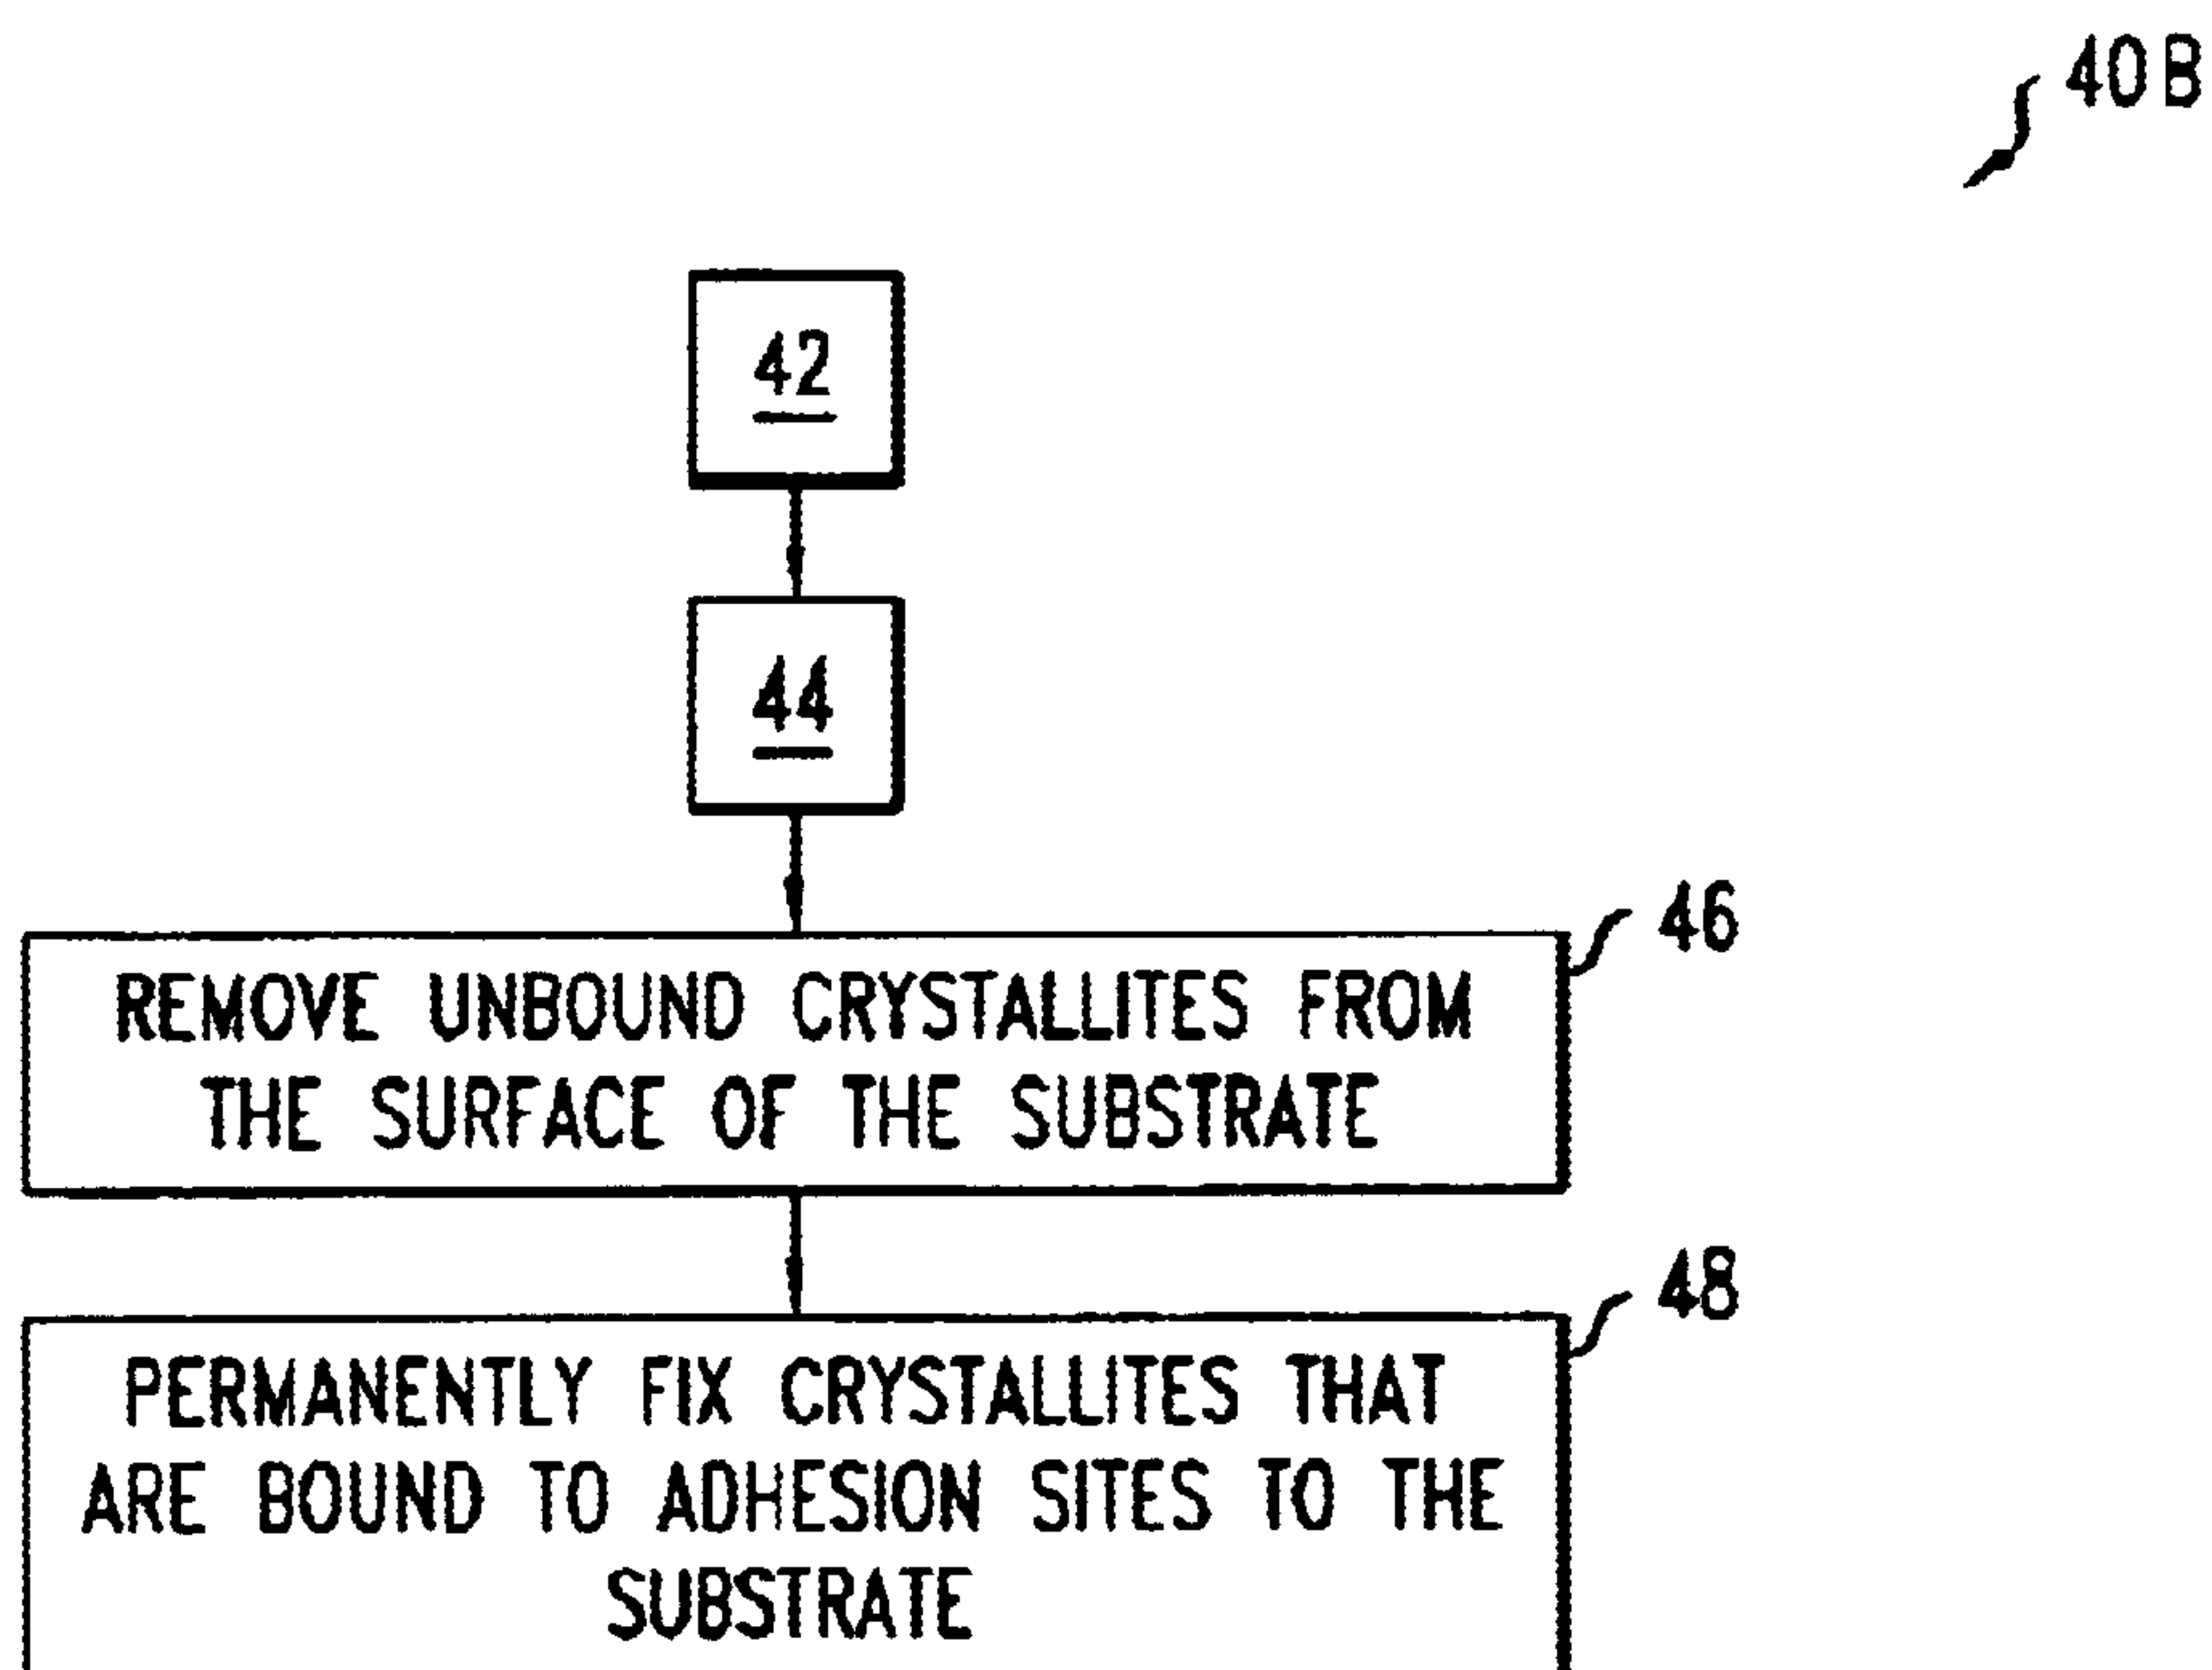 40B
42
44
46
REMOVE UNBOUND CRYSTALLITES FROM
THE SURFACE OF THE SUBSTRATE
48
PERMANENTLY FIX CRYSTALLITES THAT
ARE BOUND TO ADHESION SITES TO THE
SUBSTRATE